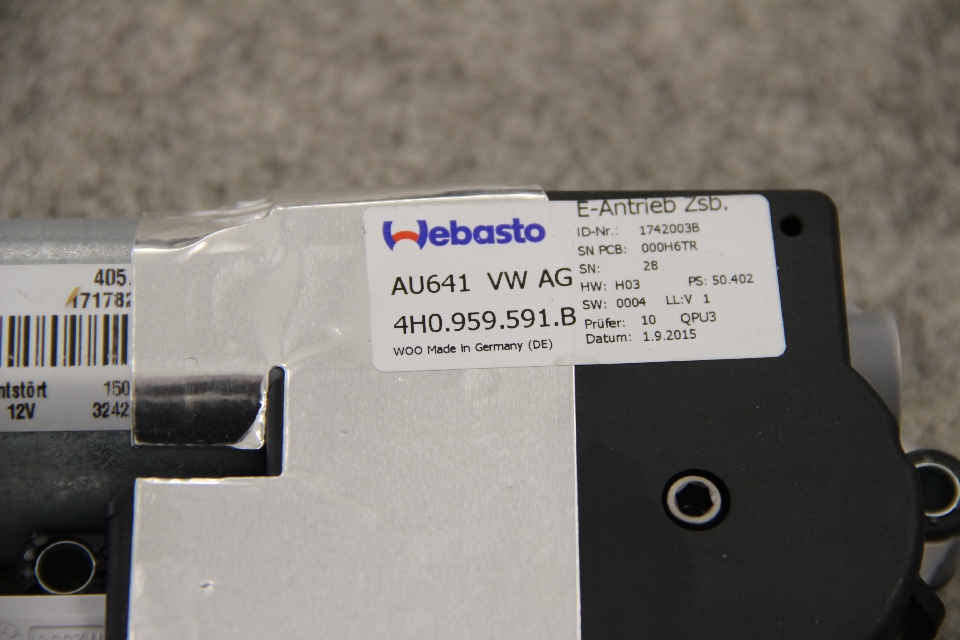 Webasto
AU641 VW AG
4H0.959.591.B
WOO Made in Germany (DE)
E-Antrieb Zsb.
ID-Nr.: 1742003B
SN PCB: 000H6TR
SN: 28
HW: H03 PS: 50.402
SW: 0004 LL:V 1
Prüfer: 10 QPU3
Datum: 1.9.2015
405.
171782
ntstört 150
12V 3242